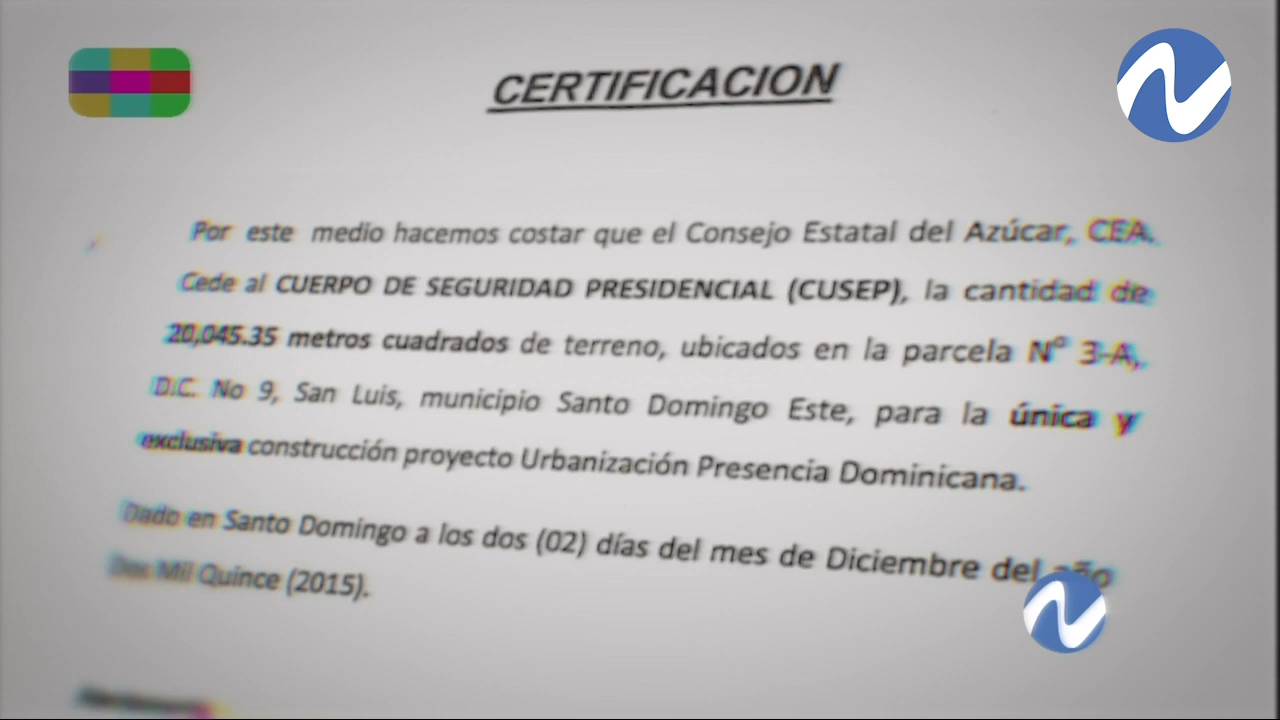 CERTIFICACION
Por este medio hacemos costar que el Consejo Estatal del Azúcar, CEA.
Cede al CUERPO DE SEGURIDAD PRESIDENCIAL (CUSEP), la cantidad de
20,045.35 metros cuadrados de terreno, ubicados en la parcela N° 3-A,
D.C. No 9, San Luis, municipio Santo Domingo Este, para la única y
exclusiva construcción proyecto Urbanización Presencia Dominicana.
Dado en Santo Domingo a los dos (02) días del mes de Diciembre del año
Dos Mil Quince (2015).